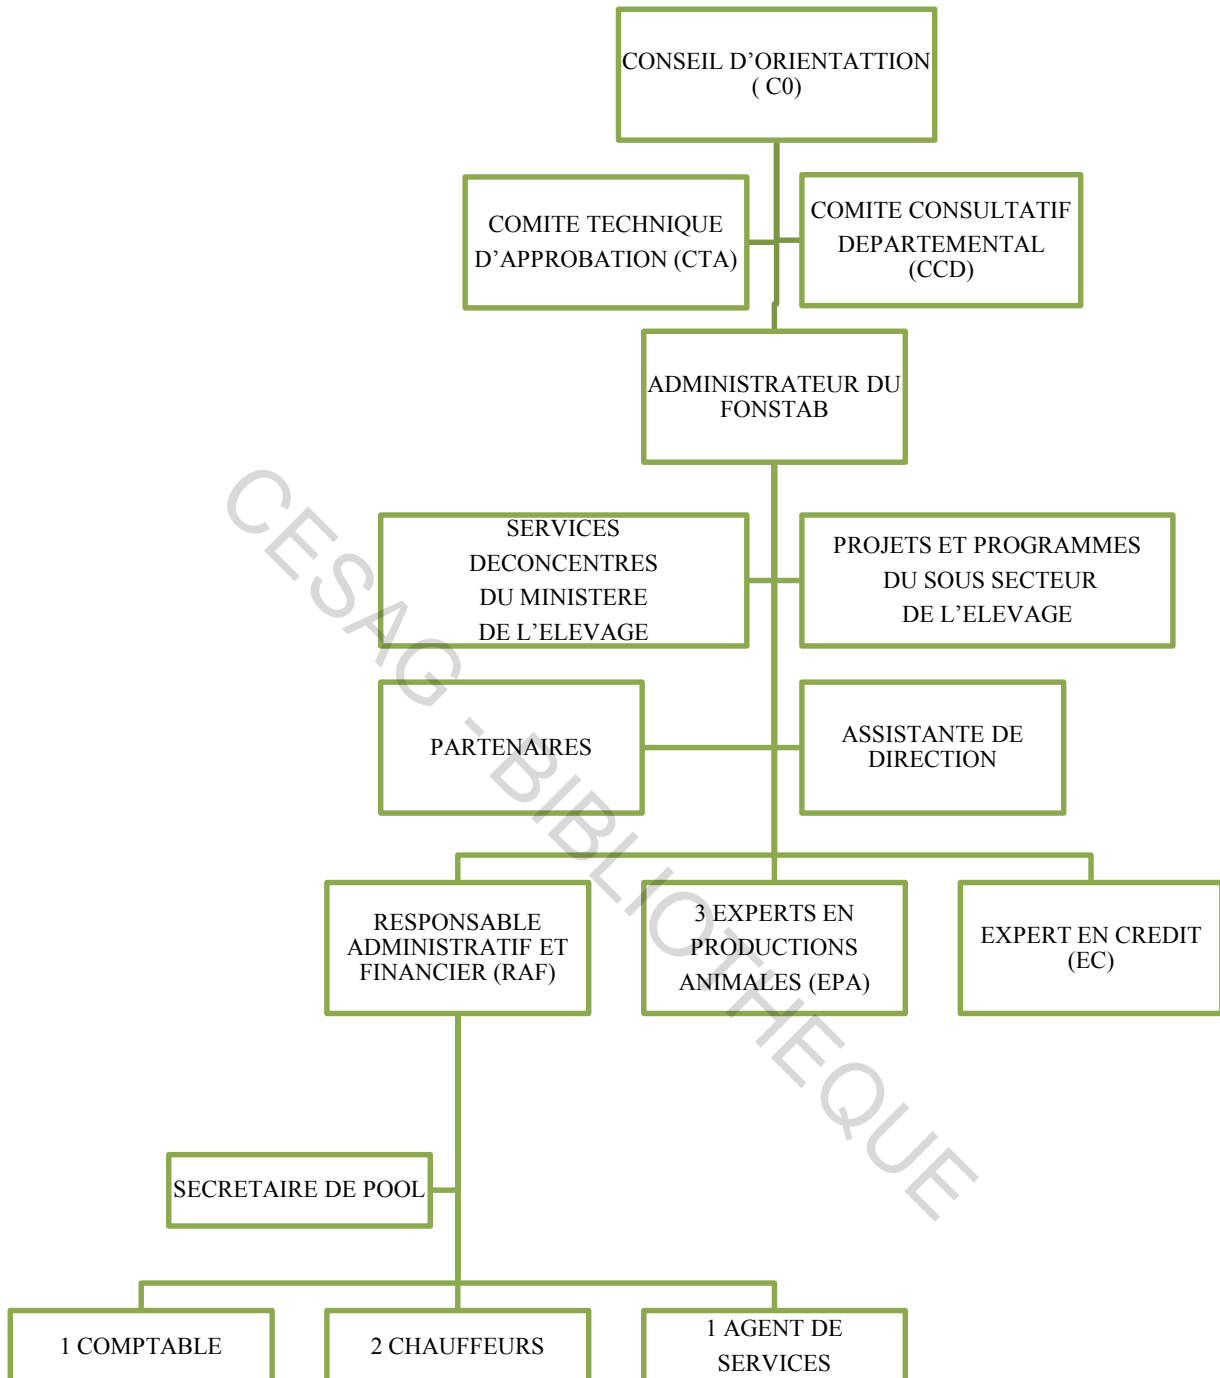 CONSEIL D’ORIENTATTION
( C0)
COMITE TECHNIQUE
D’APPROBATION (CTA)
COMITE CONSULTATIF
DEPARTEMENTAL
(CCD)
ADMINISTRATEUR DU
FONSTAB
SERVICES
DECONCENTRES
DU MINISTERE
DE L’ELEVAGE
PROJETS ET PROGRAMMES
DU SOUS SECTEUR
DE L’ELEVAGE
PARTENAIRES
ASSISTANTE DE
DIRECTION
RESPONSABLE
ADMINISTRATIF ET
FINANCIER (RAF)
3 EXPERTS EN
PRODUCTIONS
ANIMALES (EPA)
EXPERT EN CREDIT
(EC)
SECRETAIRE DE POOL
1 COMPTABLE
2 CHAUFFEURS
1 AGENT DE
SERVICES
CESAG - BIBLIOTHEQUE